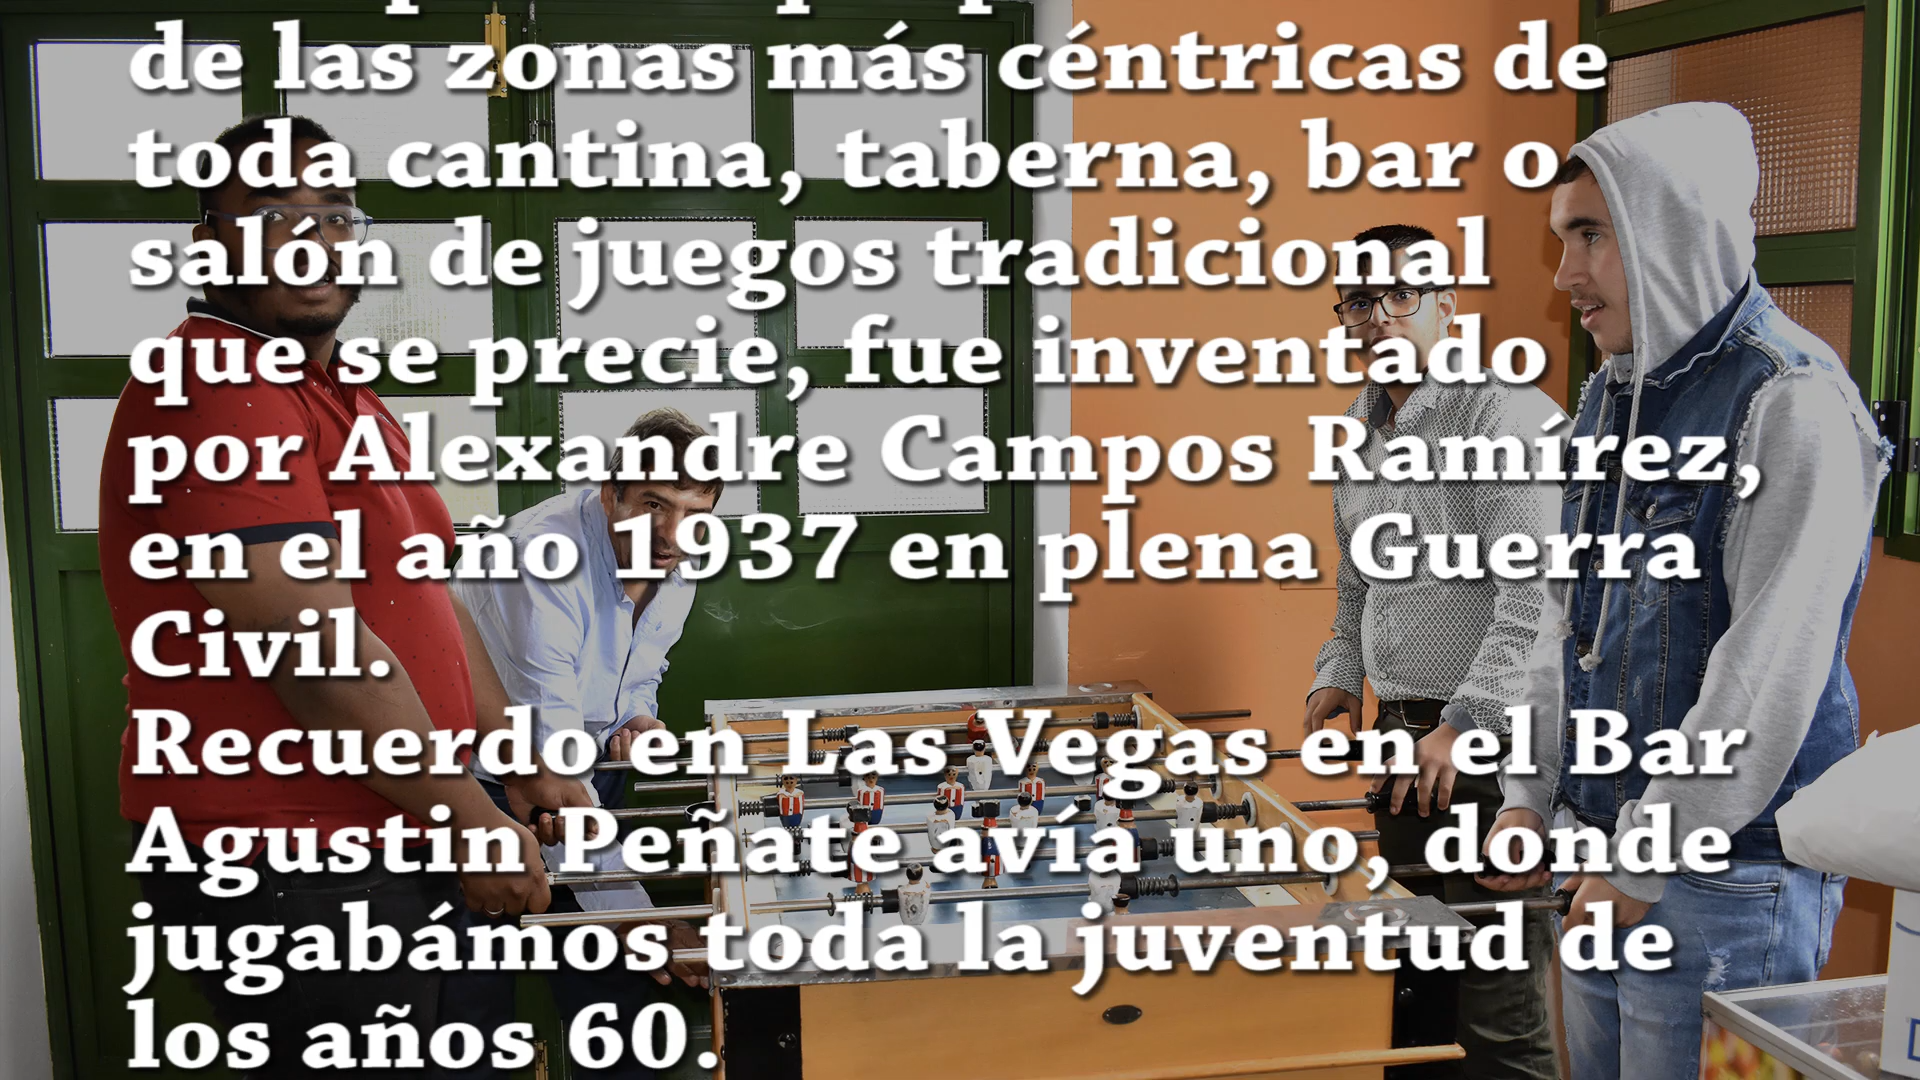 de las zonas más céntricas de
toda cantina, taberna, bar o
salón de juegos tradicional
que se precie, fue inventado
por Alexandre Campos Ramírez,
en el año 1937 en plena Guerra
Civil.
Recuerdo en Las Vegas en el Bar
Agustin Peñate avía uno, donde
jugabámos toda la juventud de
los años 60.